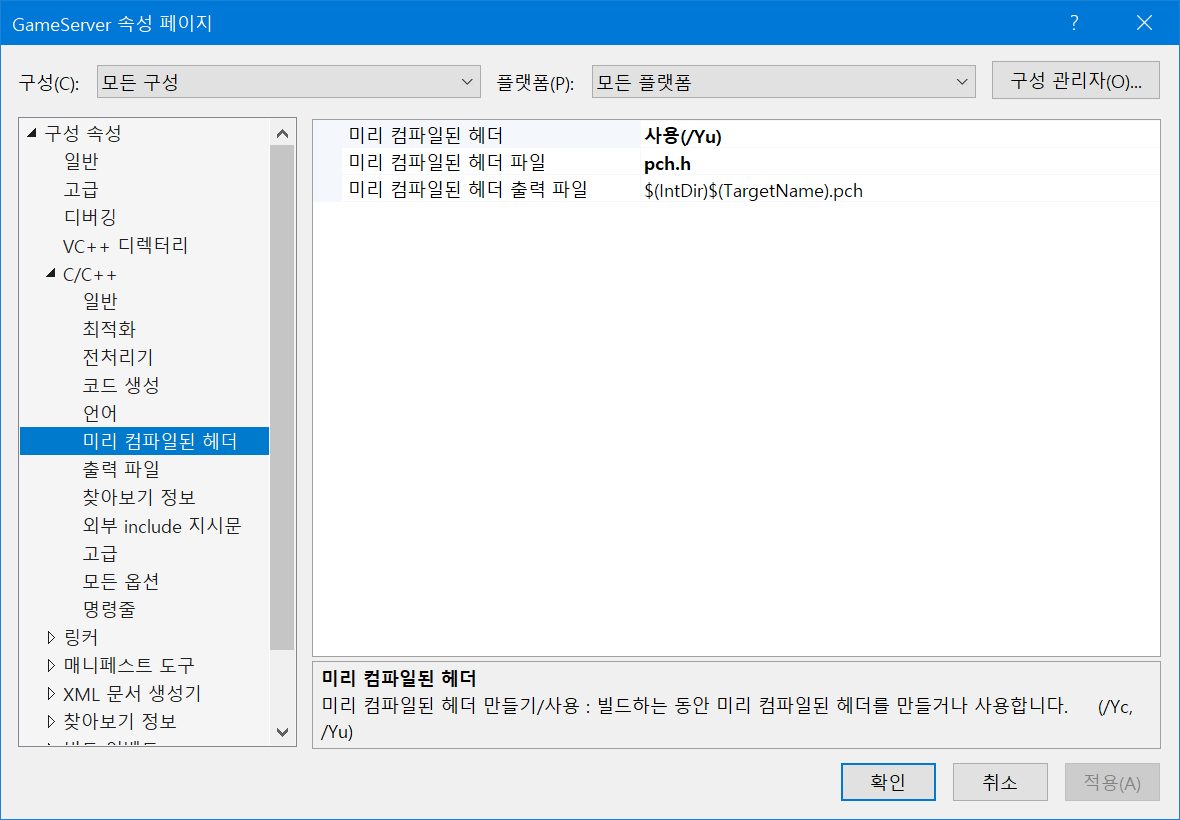 GameServer 속성 페이지
?
구성(C):
모든 구성
플랫폼(P):
모든 플랫폼
구성 관리자(O)...
구성 속성
일반
고급
디버깅
VC++ 디렉터리
C/C++
일반
최적화
전처리기
코드 생성
언어
미리 컴파일된 헤더
출력 파일
찾아보기 정보
외부 include 지시문
고급
모든 옵션
명령줄
링커
매니페스트 도구
XML 문서 생성기
찾아보기 정보
미리 컴파일된 헤더 사용(/Yu)
미리 컴파일된 헤더 파일 pch.h
미리 컴파일된 헤더 출력 파일 $(IntDir)$(TargetName).pch
미리 컴파일된 헤더
미리 컴파일된 헤더 만들기/사용 : 빌드하는 동안 미리 컴파일된 헤더를 만들거나 사용합니다. (/Yc,
/Yu)
확인
취소
적용(A)